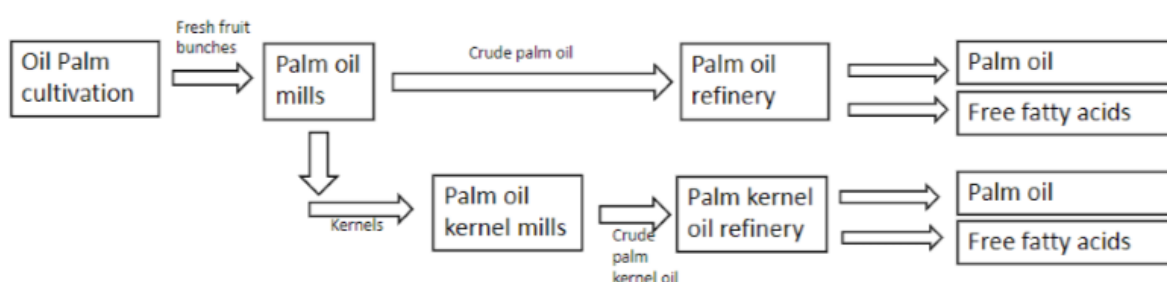 Fresh fruit
bunches
Oil Palm
cultivation
Palm oil
mills
Crude palm oil
Palm oil
refinery
Palm oil
Free fatty acids
Kernels
Palm oil
kernel mills
Crude
palm
kernel oil
Palm kernel
oil refinery
Palm oil
Free fatty acids